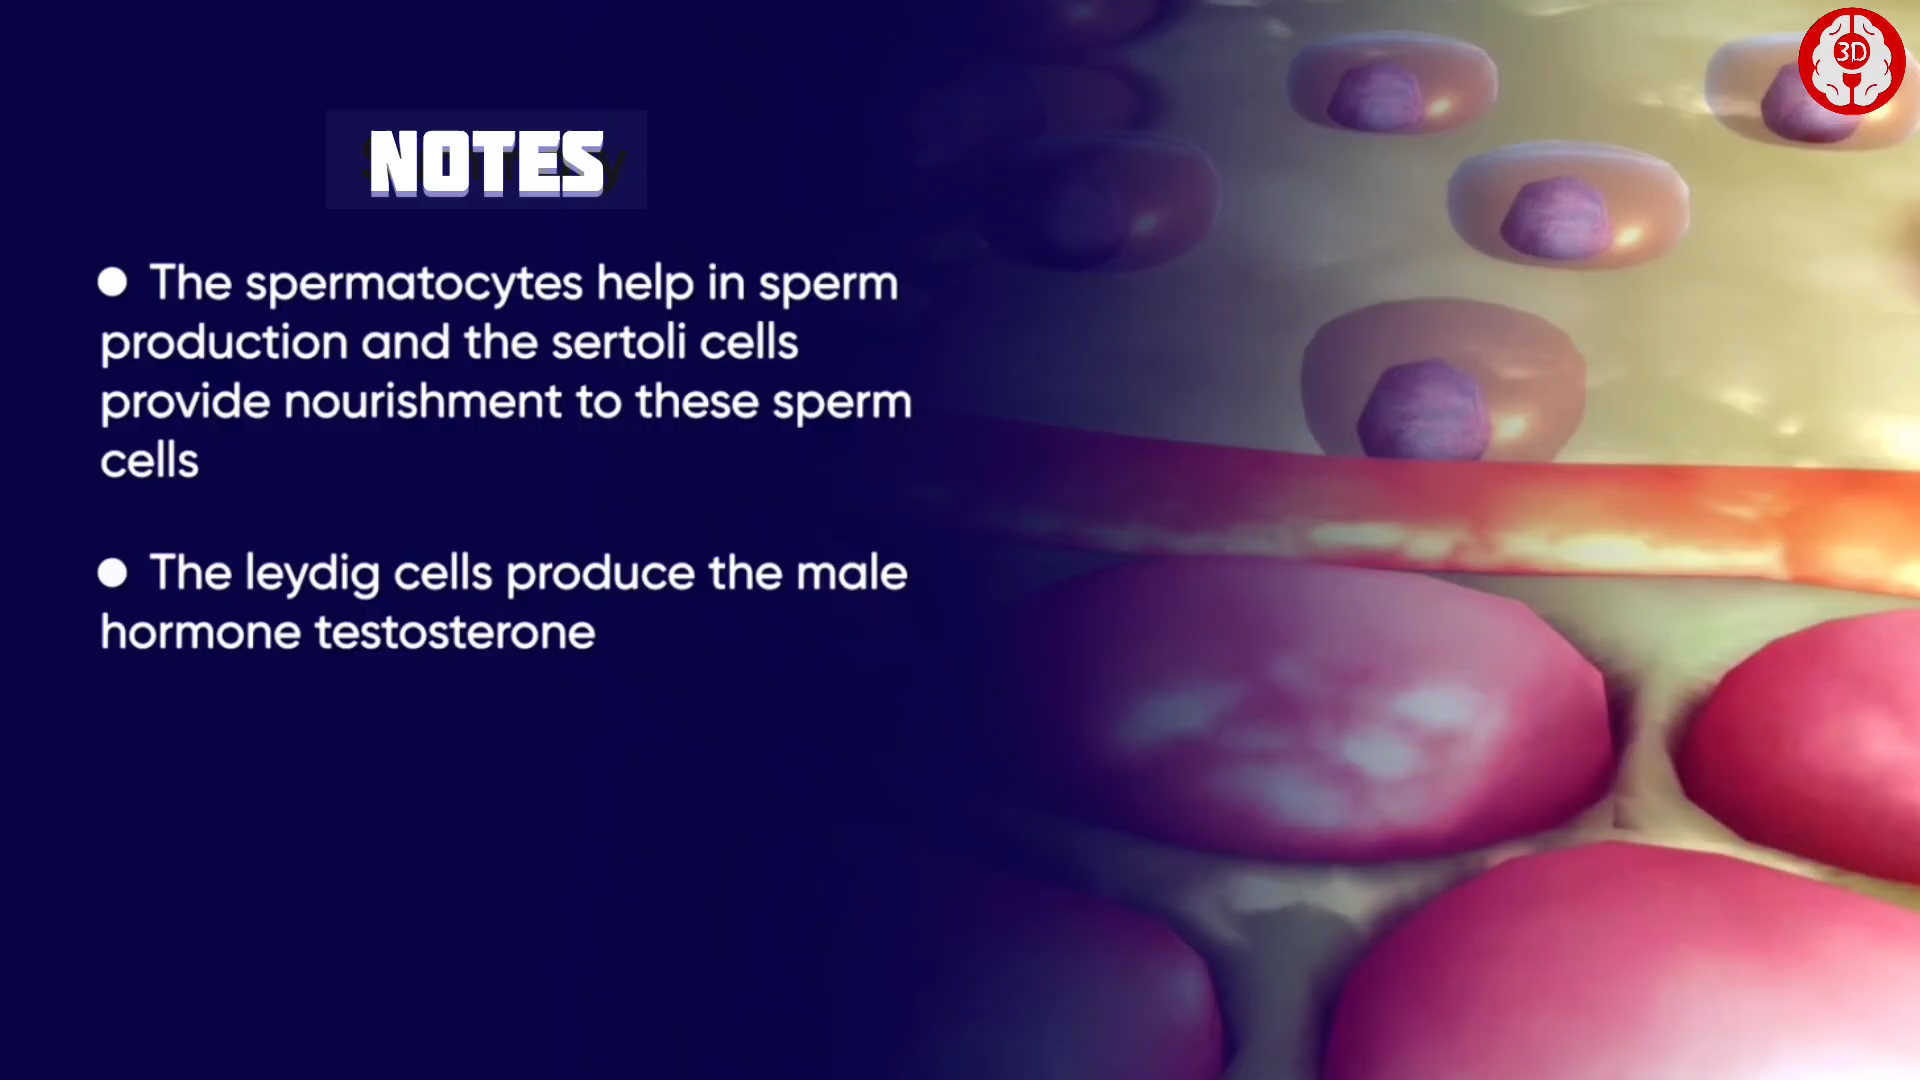 3D
NOTES
● The spermatocytes help in sperm
production and the sertoli cells
provide nourishment to these sperm
cells
● The leydig cells produce the male
hormone testosterone